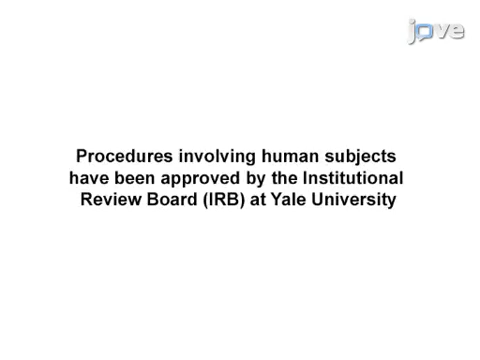 jove
Procedures involving human subjects
have been approved by the Institutional
Review Board (IRB) at Yale University